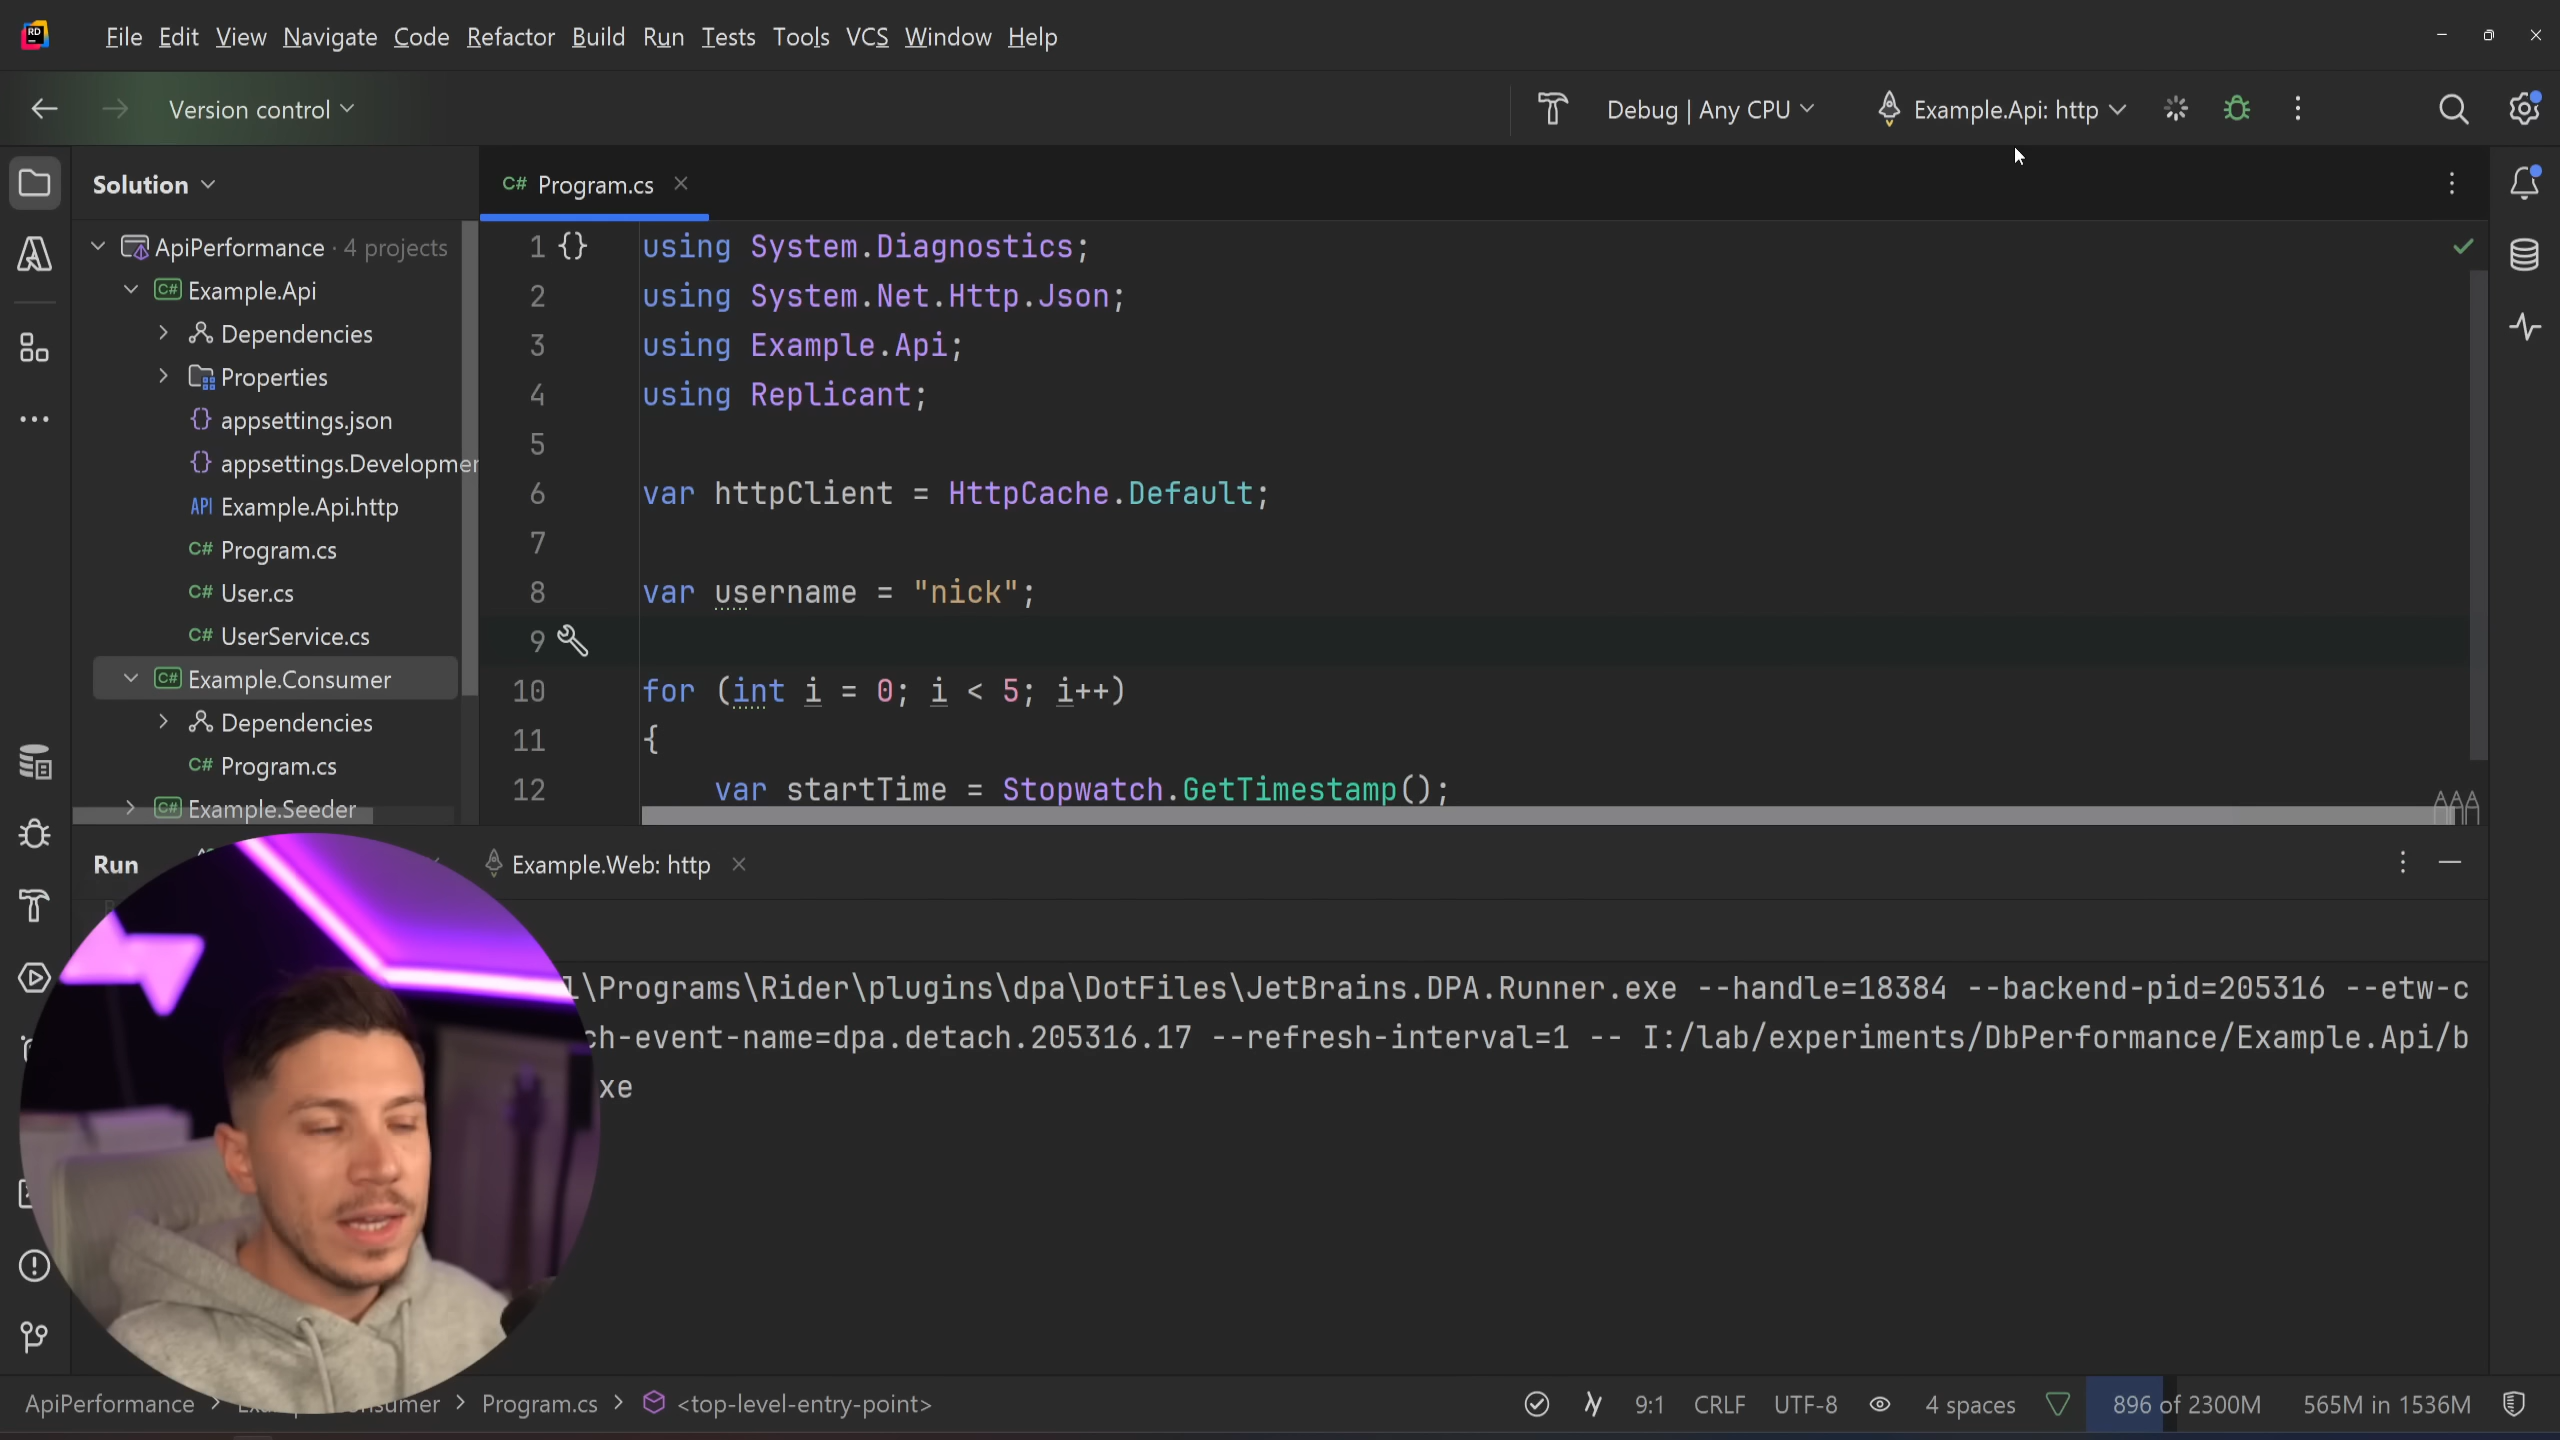 RD
File Edit View Navigate Code Refactor Build Run Tests Tools VCS Window Help
Version control
Debug | Any CPU
Example.Api: http
Solution
C# Program.cs
ApiPerformance · 4 projects
C# Example.Api
Dependencies
Properties
{} appsettings.json
{} appsettings.Developmen
API Example.Api.http
C# Program.cs
C# User.cs
C# UserService.cs
C# Example.Consumer
Dependencies
C# Program.cs
C# Example.Seeder
1 {} using System.Diagnostics;
2 using System.Net.Http.Json;
3 using Example.Api;
4 using Replicant;
5
6 var httpClient = HttpCache.Default;
7
8 var username = "nick";
9
10 for (int i = 0; i < 5; i++)
11 {
12 var startTime = Stopwatch.GetTimestamp();
Run
Example.Web: http
l\Programs\Rider\plugins\dpa\DotFiles\JetBrains.DPA.Runner.exe --handle=18384 --backend-pid=205316 --etw-c
ch-event-name=dpa.detach.205316.17 --refresh-interval=1 -- I:/lab/experiments/DbPerformance/Example.Api/b
xe
ApiPerformance > > Program.cs > <top-level-entry-point>
9:1 CRLF UTF-8 4 spaces 896 of 2300M 565M in 1536M